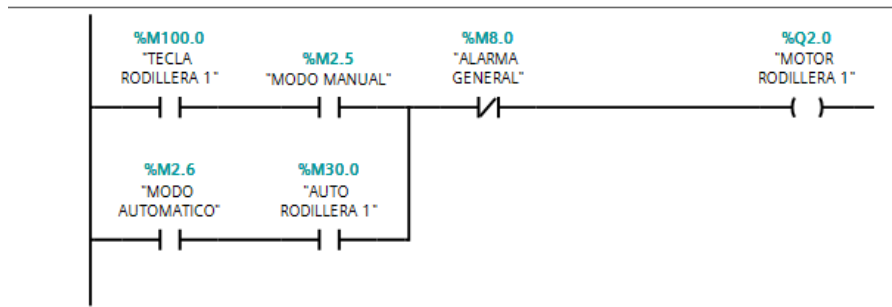 %M100.0
"TECLA
RODILLERA 1"
%M2.5
"MODO MANUAL"
%M8.0
"ALARMA
GENERAL"
%Q2.0
"MOTOR
RODILLERA 1"
%M2.6
"MODO
AUTOMATICO"
%M30.0
"AUTO
RODILLERA 1"